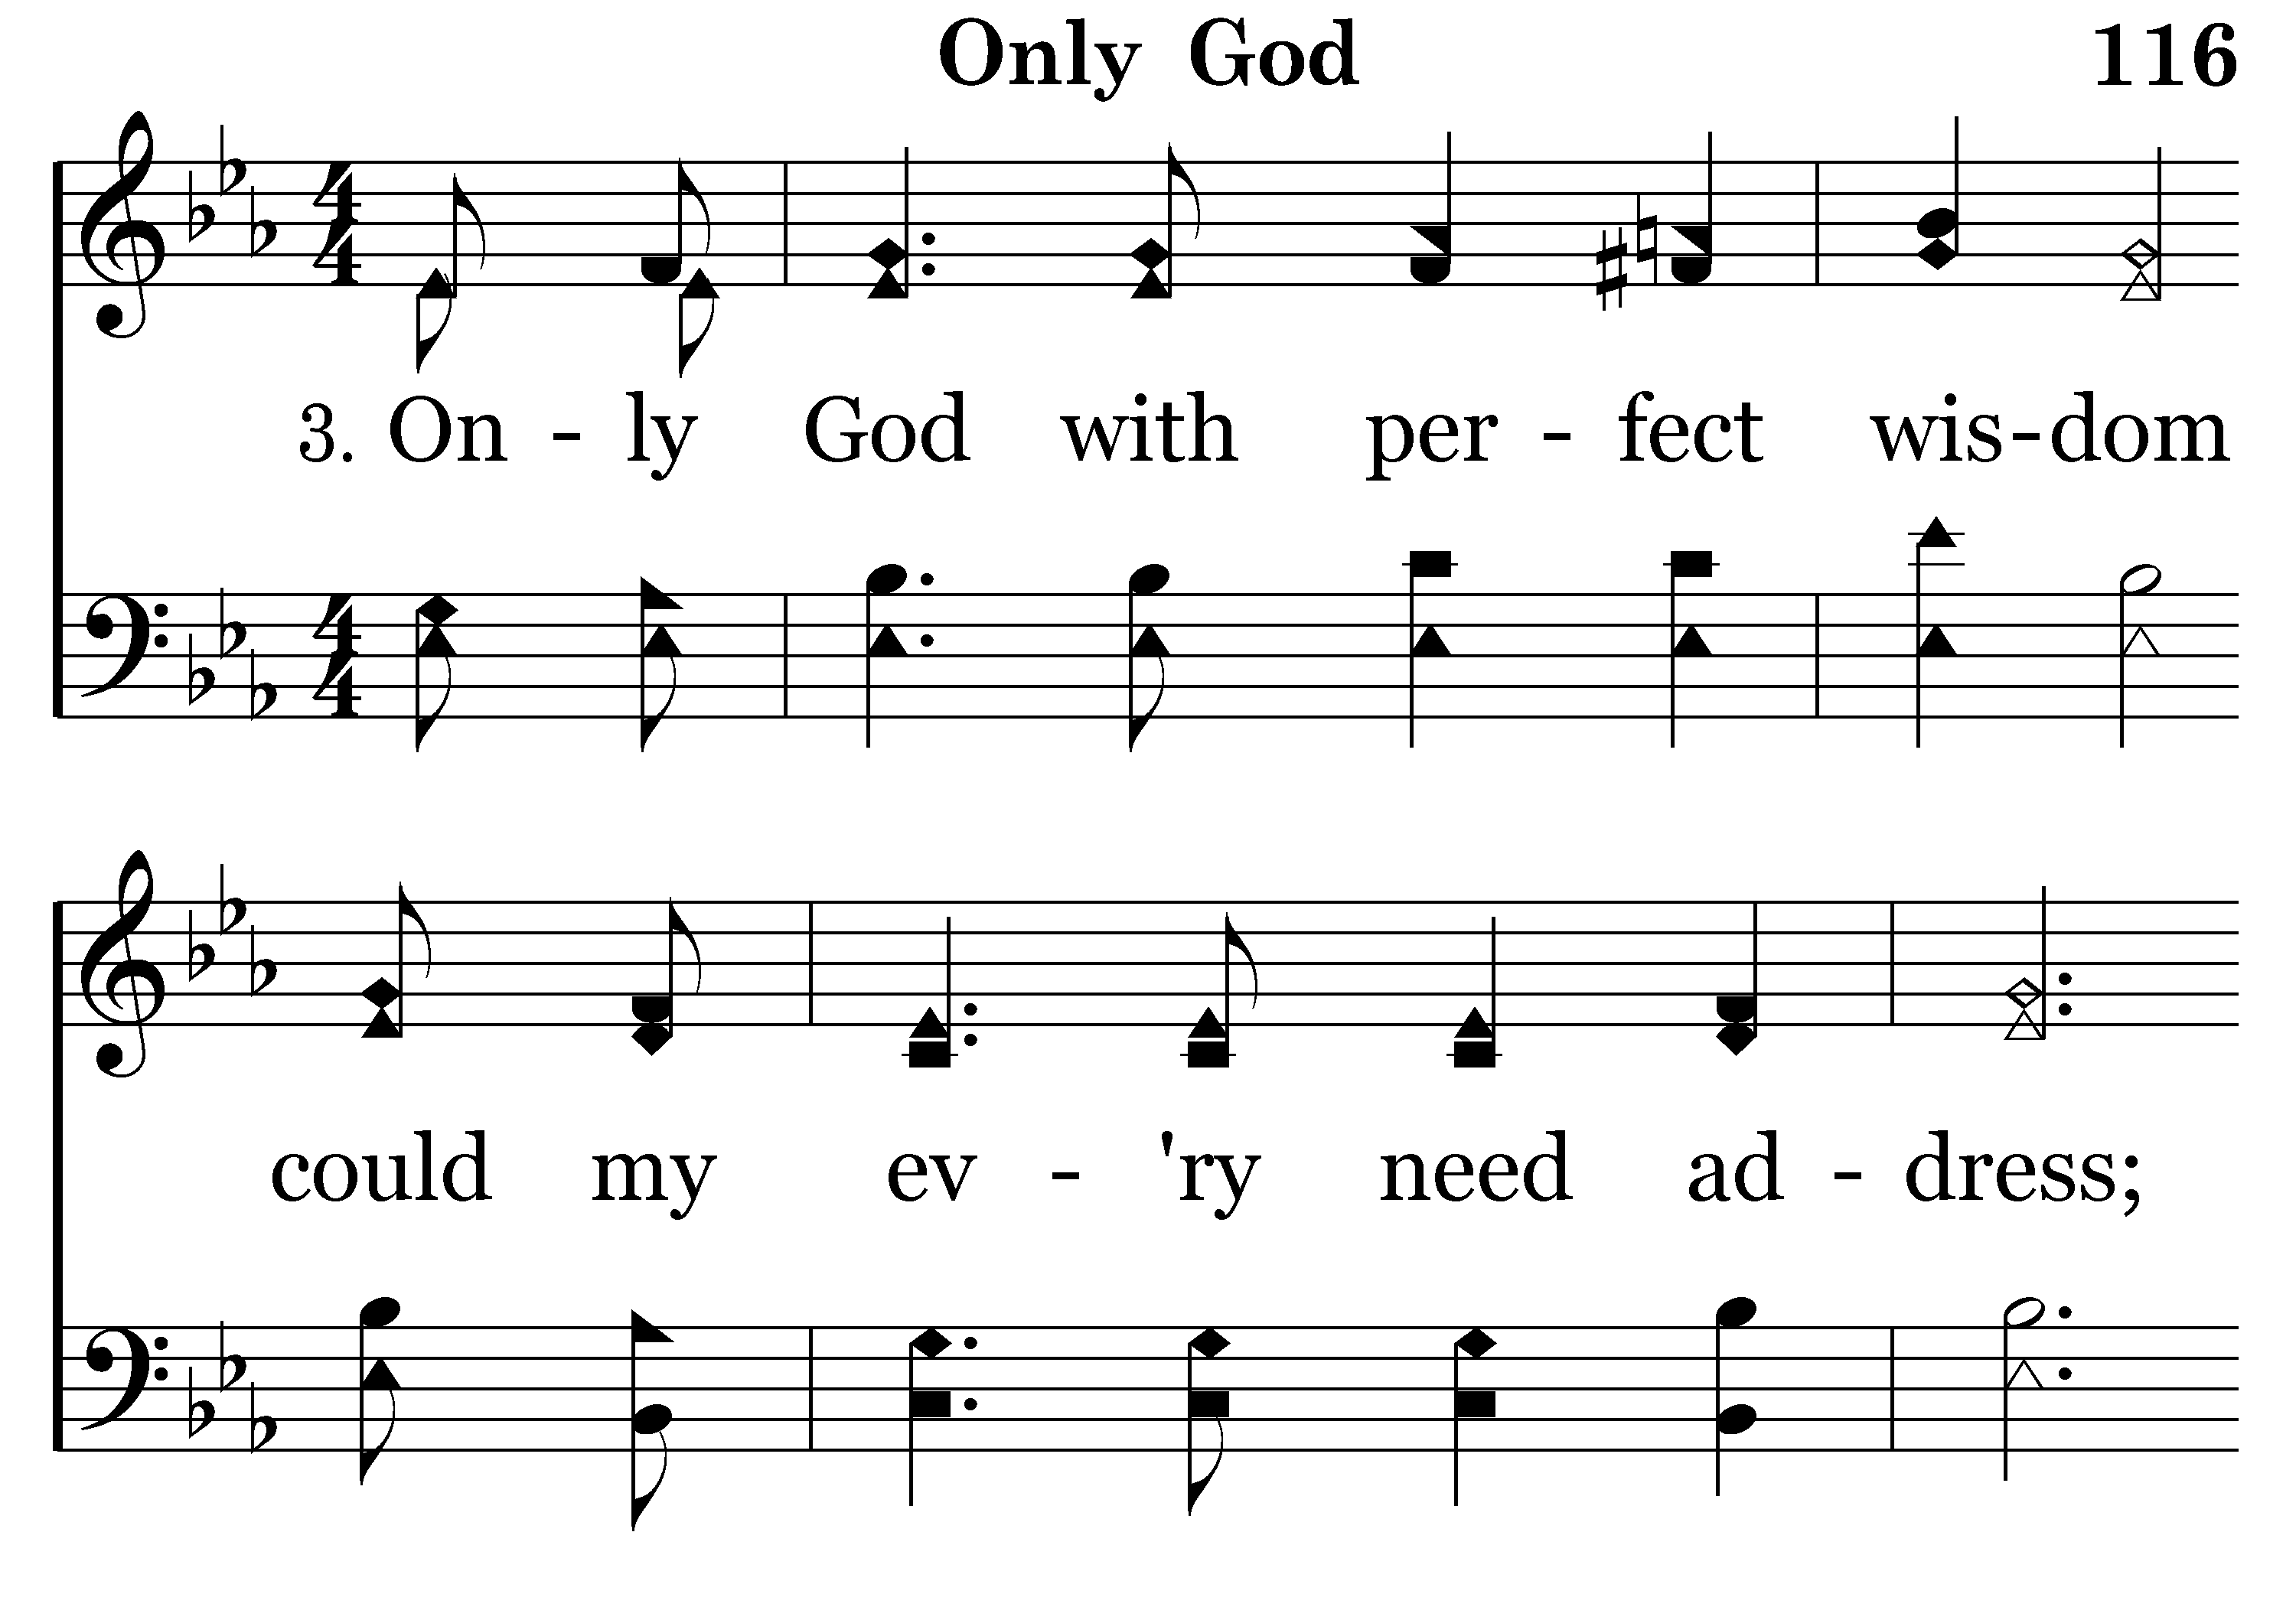 Only God 116
3. On - ly God with per - fect wis - dom
could my ev - 'ry need ad - dress;